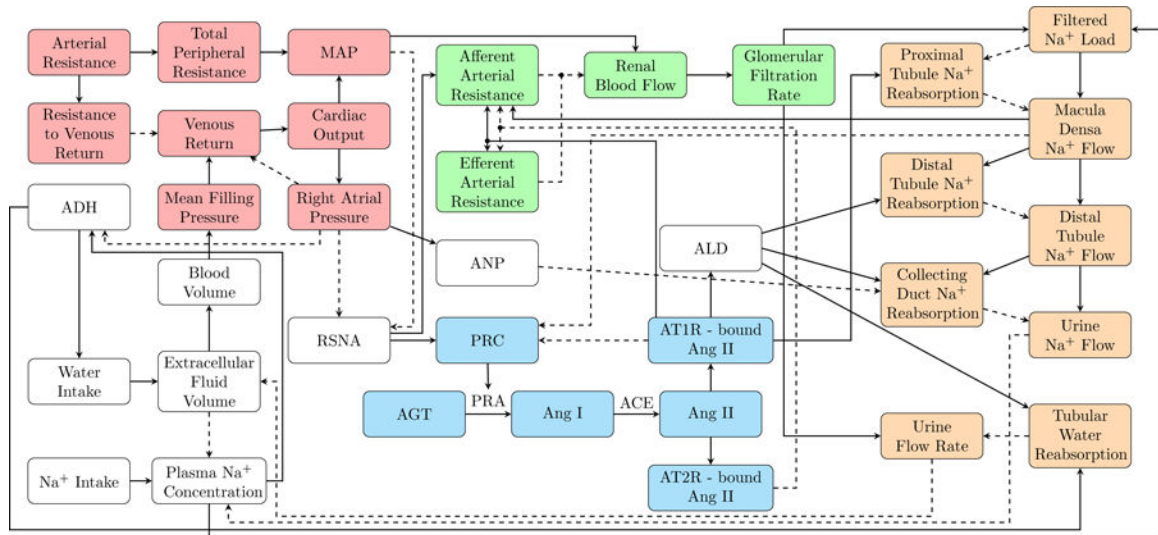 Arterial
Resistance
Total
Peripheral
Resistance
MAP
Afferent
Arterial
Resistance
Renal
Blood Flow
Glomerular
Filtration
Rate
Proximal
Tubule Na⁺
Reabsorption
Filtered
Na⁺ Load
Resistance
to Venous
Return
Venous
Return
Cardiac
Output
Efferent
Arterial
Resistance
Macula
Densa
Na⁺ Flow
Distal
Tubule Na⁺
Reabsorption
ADH
Mean Filling
Pressure
Right Atrial
Pressure
ANP
ALD
Distal
Tubule
Na⁺ Flow
Blood
Volume
Collecting
Duct Na⁺
Reabsorption
RSNA
PRC
AT1R - bound
Ang II
Urine
Na⁺ Flow
Water
Intake
Extracellular
Fluid
Volume
AGT
PRA
Ang I
ACE
Ang II
Urine
Flow Rate
Tubular
Water
Reabsorption
Na⁺ Intake
Plasma Na⁺
Concentration
AT2R - bound
Ang II